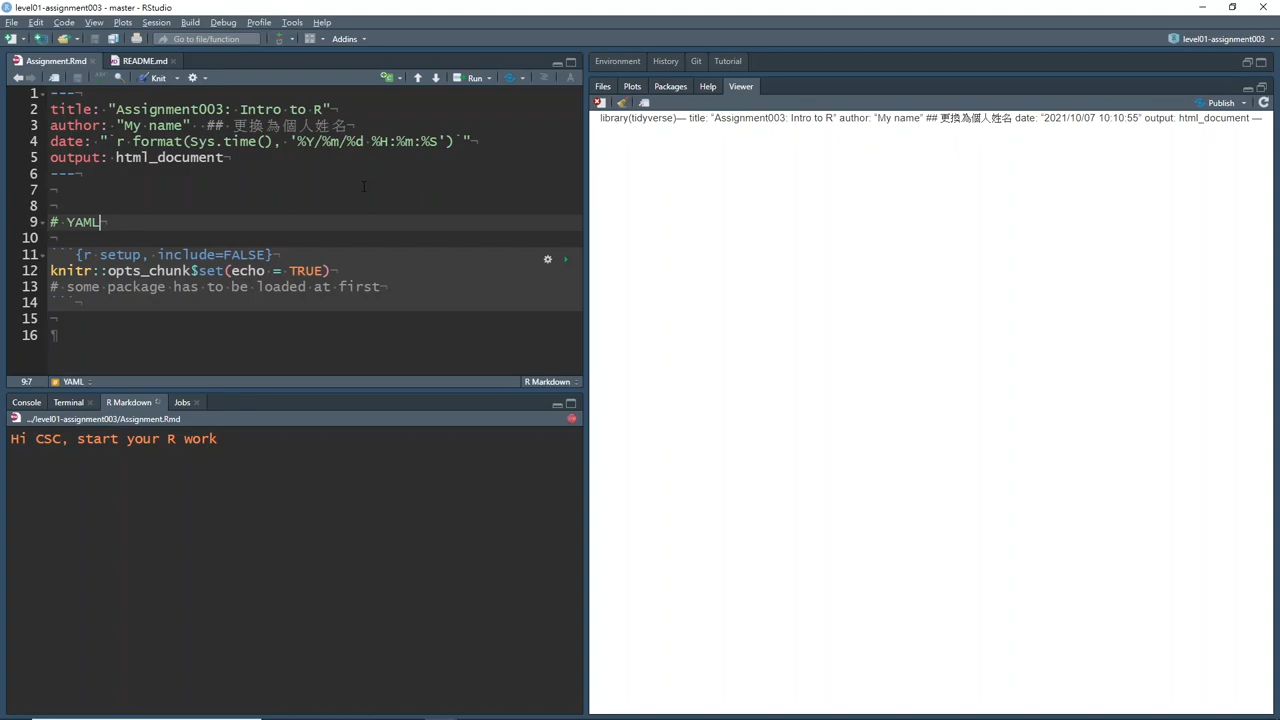 level01-assignment003 - master - RStudio
File Edit Code View Plots Session Build Debug Profile Tools Help
Go to file/function Addins level01-assignment003
Assignment.Rmd README.md
Knit Run
1 ---
2 title: "Assignment003: Intro to R"
3 author: "My name" ## 更換為個人姓名
4 date: "`r format(Sys.time(), '%Y/%m/%d %H:%m:%S')`"
5 output: html_document
6 ---
7
8
9 # YAML
10
11 ```{r setup, include=FALSE}
12 knitr::opts_chunk$set(echo = TRUE)
13 # some package has to be loaded at first
14 ```
15
16
9:7 YAML R Markdown
Console Terminal R Markdown Jobs
.../level01-assignment003/Assignment.Rmd
Hi CSC, start your R work
Environment History Git Tutorial
Files Plots Packages Help Viewer
Publish
library(tidyverse)— title: “Assignment003: Intro to R” author: “My name” ## 更換為個人姓名 date: “2021/10/07 10:10:55” output: html_document —